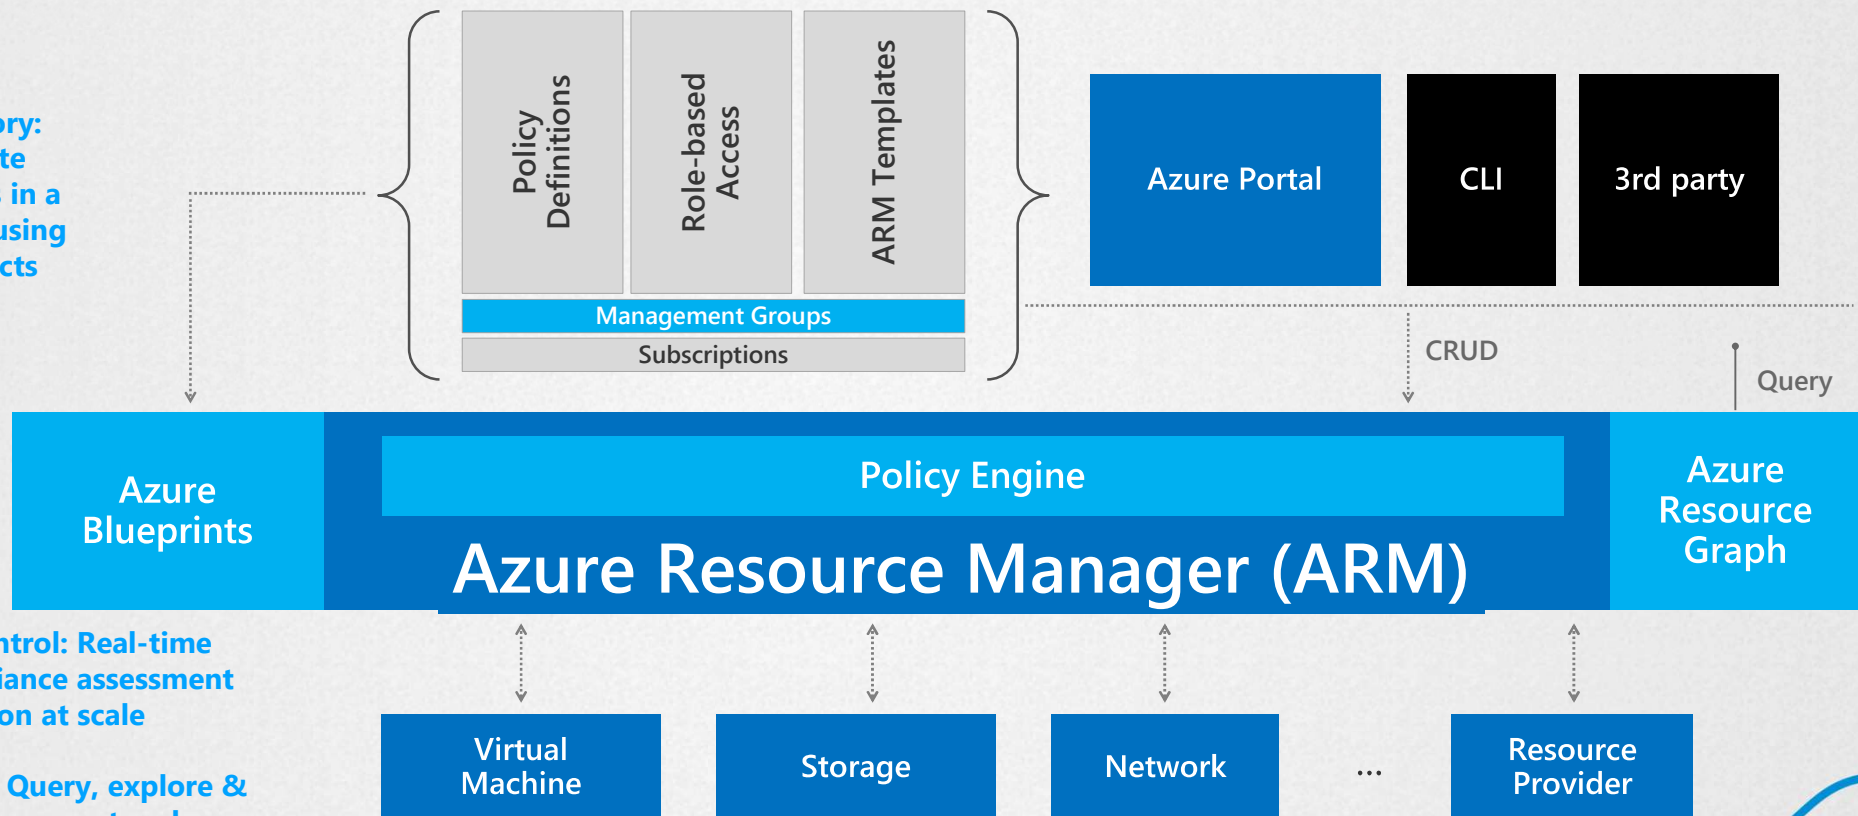 Policy
Definitions
Role-based
Access
ARM Templates
Management Groups
Subscriptions
Azure Portal
CLI
3rd party
ory:
te
s in a
using
cts
CRUD
Query
Azure
Blueprints
Policy Engine
Azure Resource Manager (ARM)
Azure
Resource
Graph
ntrol: Real-time
iance assessment
on at scale
Query, explore &
Virtual
Machine
Storage
Network
...
Resource
Provider